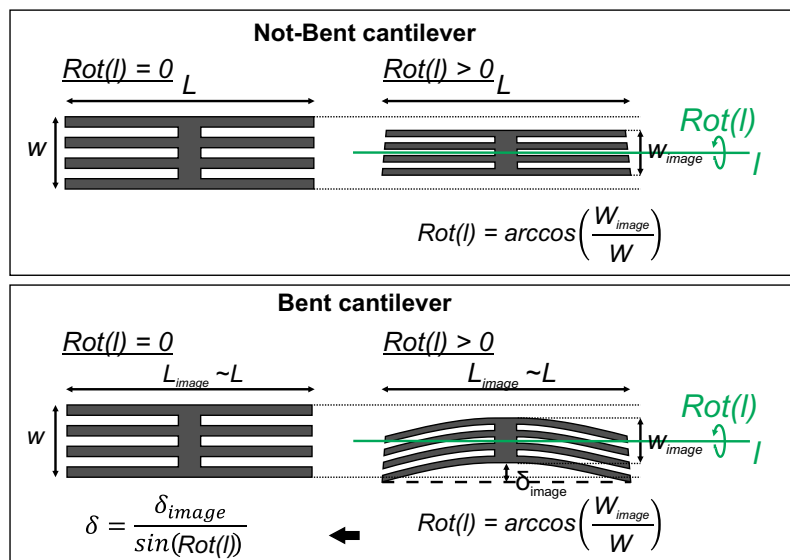 Not-Bent cantilever
Rot(l) = 0
Rot(l) > 0
L
L
w
w_image
Rot(l)
l
Rot(l) = arccos(W_image/W)
Bent cantilever
Rot(l) = 0
Rot(l) > 0
L_image ~L
L_image ~L
w
w_image
Rot(l)
l
δ_image
δ = δ_image/sin(Rot(l))
Rot(l) = arccos(W_image/W)